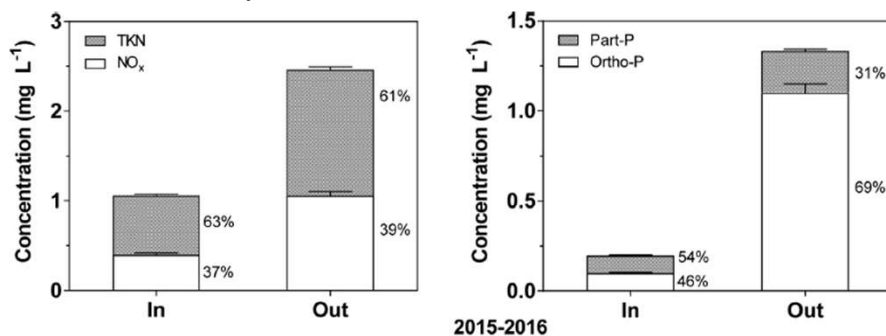 3
2
1
0
Concentration (mg L⁻¹)
TKN
NOₓ
61%
39%
63%
37%
In
Out
1.5
1.0
0.5
0.0
Concentration (mg L⁻¹)
Part-P
Ortho-P
31%
69%
54%
46%
In
Out
2015-2016